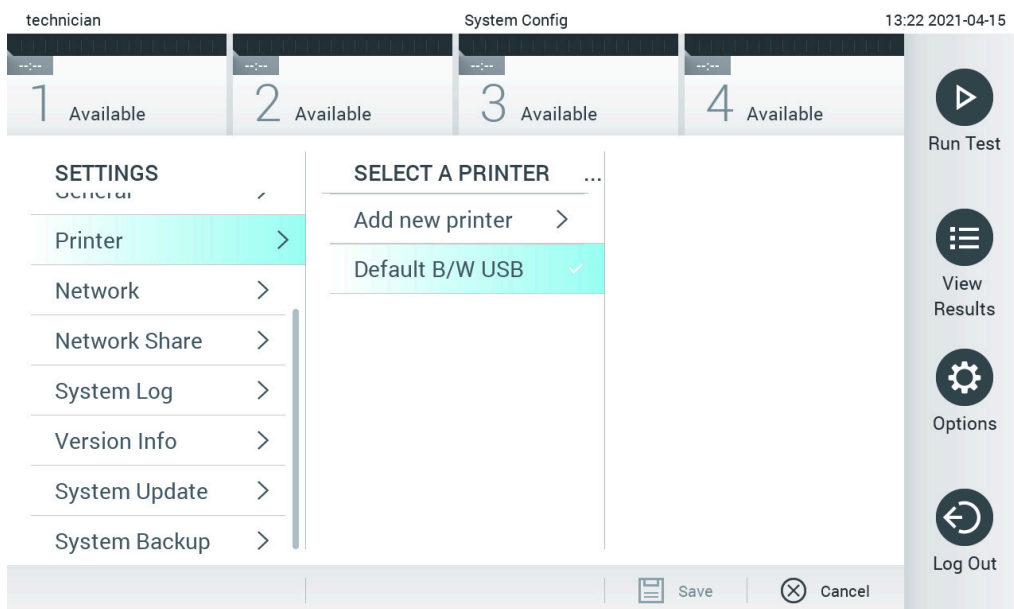 technician System Config 13:22 2021-04-15
--:-- --:-- --:-- --:--
1 Available 2 Available 3 Available 4 Available
Run Test
SETTINGS SELECT A PRINTER ...
General
Add new printer
Printer
Default B/W USB
Network
View
Results
Network Share
System Log
Options
Version Info
System Update
System Backup
Log Out
Save Cancel